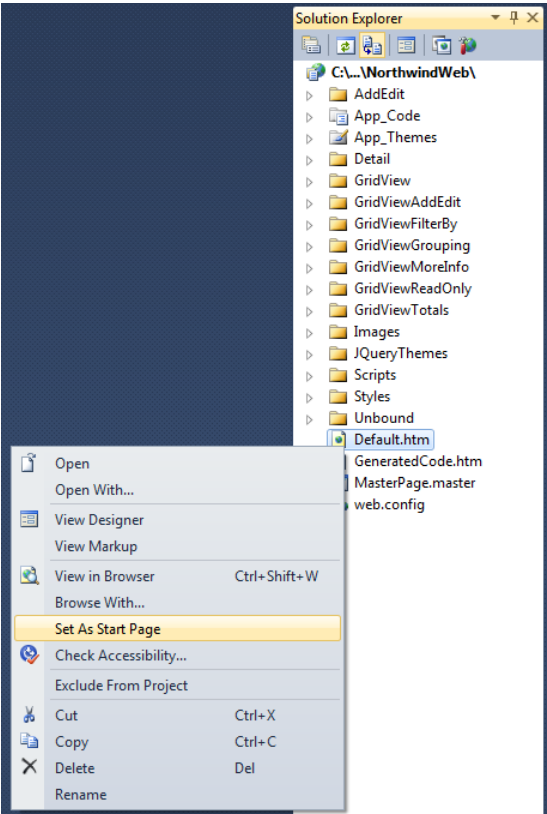 Solution Explorer
C:\...\NorthwindWeb\
AddEdit
App_Code
App_Themes
Detail
GridView
GridViewAddEdit
GridViewFilterBy
GridViewGrouping
GridViewMoreInfo
GridViewReadOnly
GridViewTotals
Images
JQueryThemes
Scripts
Styles
Unbound
Default.htm
GeneratedCode.htm
MasterPage.master
web.config
Open
Open With...
View Designer
View Markup
View in Browser Ctrl+Shift+W
Browse With...
Set As Start Page
Check Accessibility...
Exclude From Project
Cut Ctrl+X
Copy Ctrl+C
Delete Del
Rename